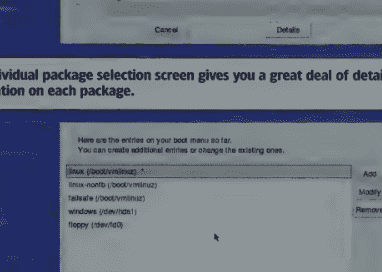 Cancel
Details
ividual package selection screen gives you a great deal of detai
tion on each package.
Here are the entries on your boot menu so far.
You can create additional entries or change the existing ones.
linux (/boot/vmlinuz) *
linux-nonfb (/boot/vmlinuz)
failsafe (/boot/vmlinuz)
windows (/dev/hda1)
floppy (/dev/fd0)
Add
Modify
Remove